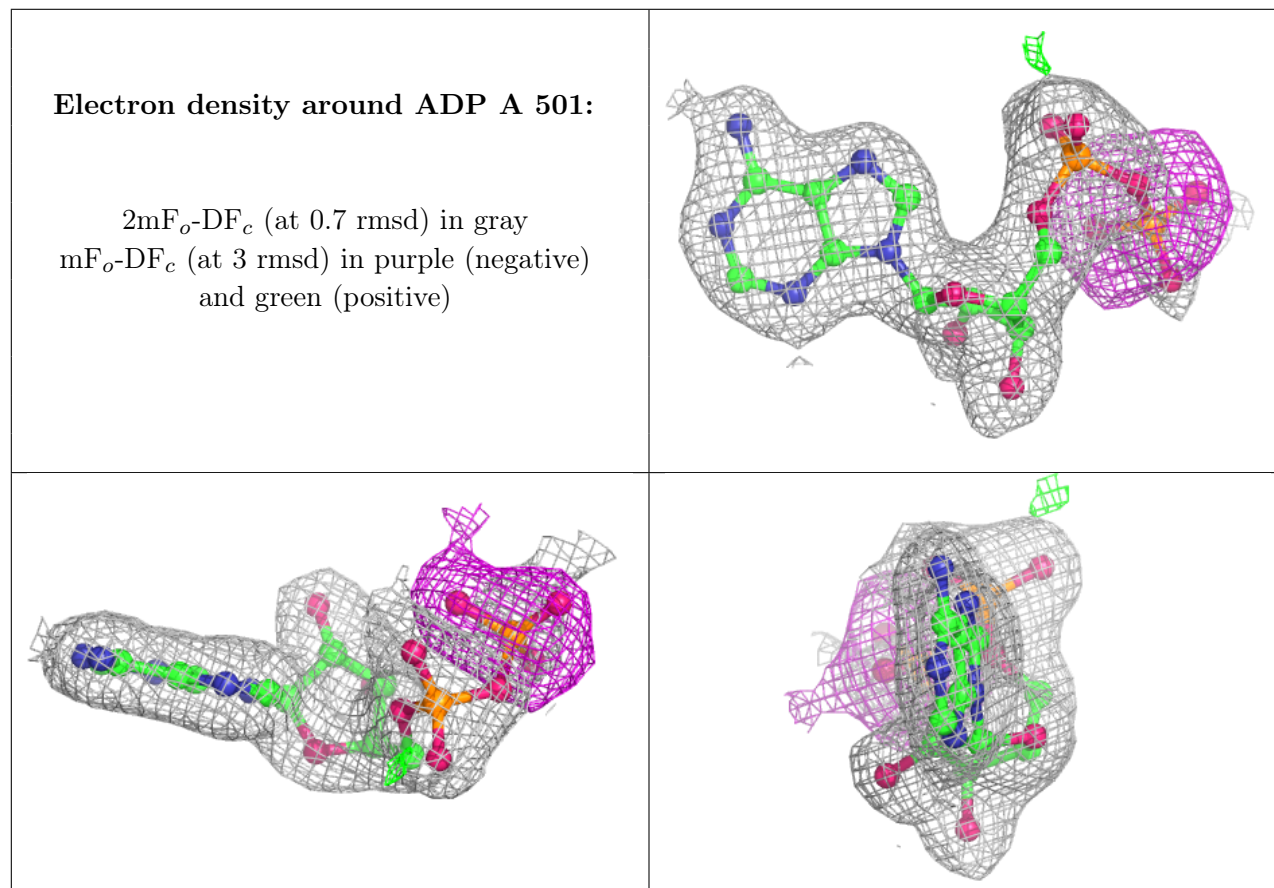 Electron density around ADP A 501:
2mFₒ-DF𝒸 (at 0.7 rmsd) in gray
mFₒ-DF𝒸 (at 3 rmsd) in purple (negative)
and green (positive)